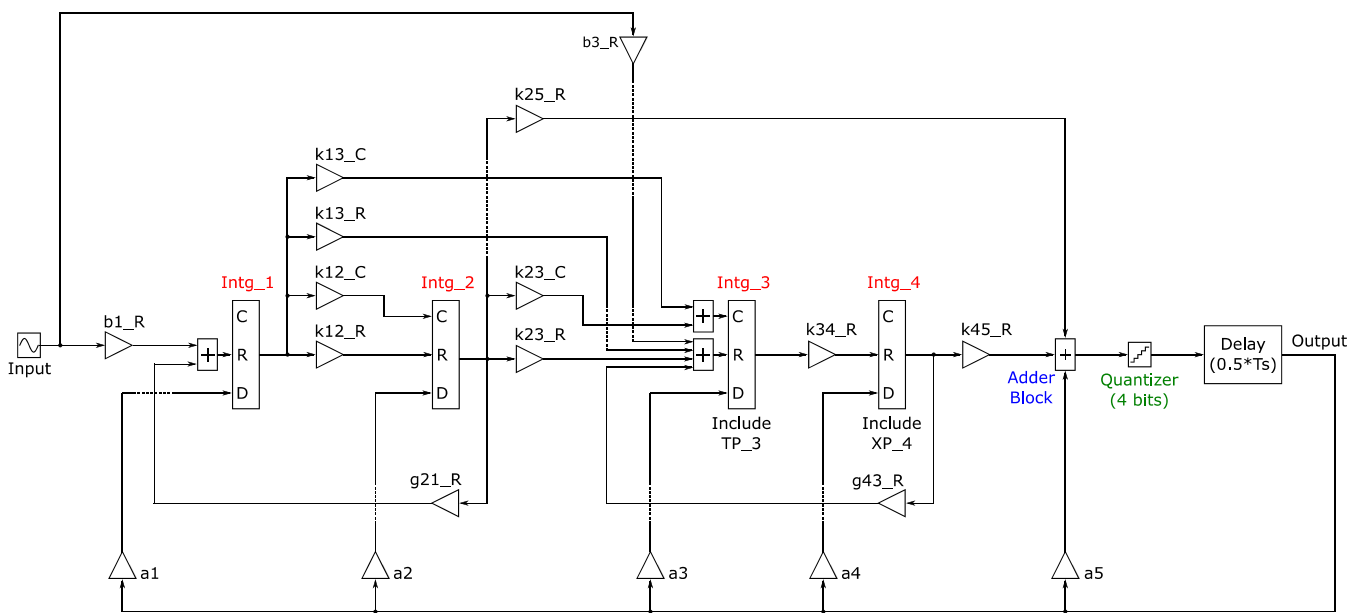 b3_R
k25_R
k13_C
k13_R
Intg_1
k12_C
Intg_2
k23_C
Intg_3
Intg_4
b1_R
C
R
D
k12_R
C
R
D
k23_R
C
R
D
k34_R
C
R
D
k45_R
Delay
(0.5*Ts)
Output
Input
Adder
Block
Quantizer
(4 bits)
Include
TP_3
Include
XP_4
g21_R
g43_R
a1
a2
a3
a4
a5